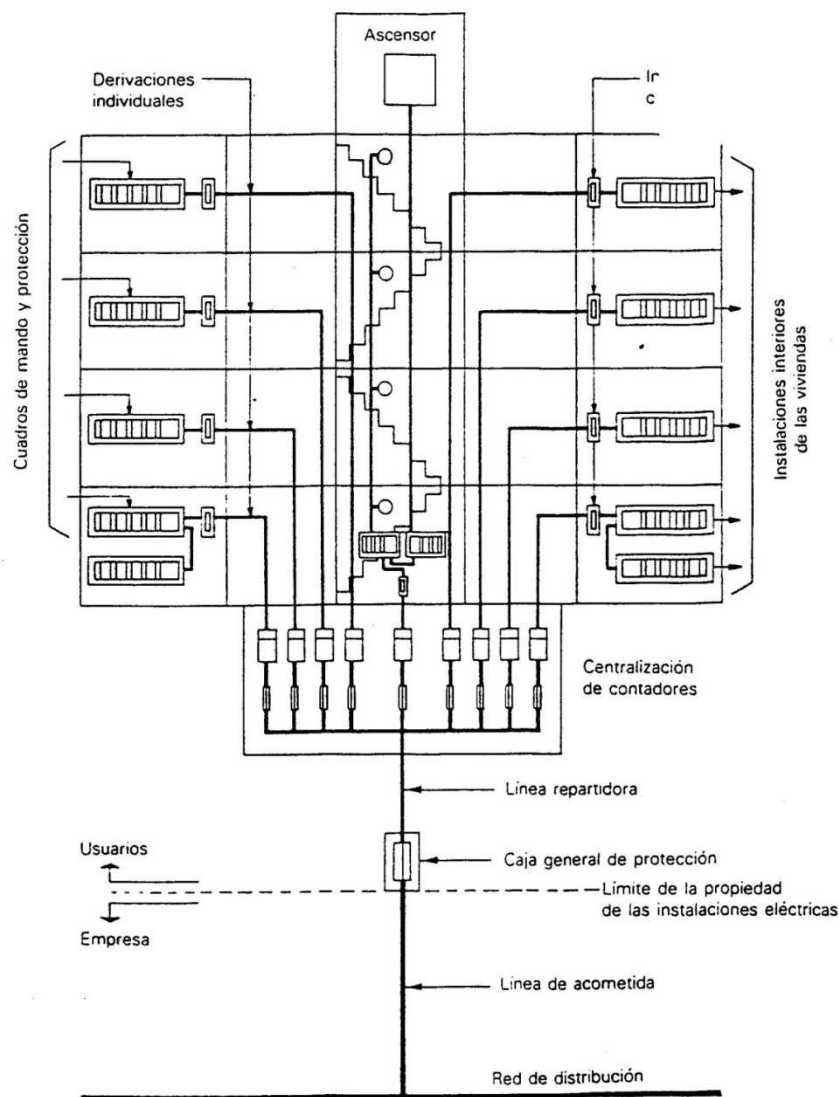 Ascensor
Derivaciones
individuales
Ir
c
Cuadros de mando y protección
Instalaciones interiores
de las viviendas
Centralización
de contadores
Línea repartidora
Usuarios
Caja general de protección
Límite de la propiedad
de las instalaciones eléctricas
Empresa
Línea de acometida
Red de distribución